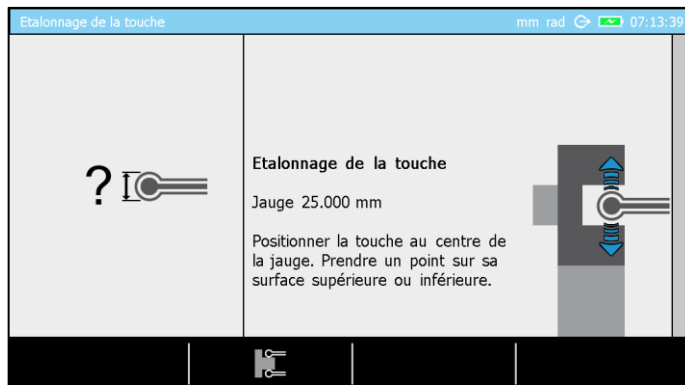 Etalonnage de la touche
mm rad 07:13:39
?
Etalonnage de la touche
Jauge 25.000 mm
Positionner la touche au centre de
la jauge. Prendre un point sur sa
surface supérieure ou inférieure.